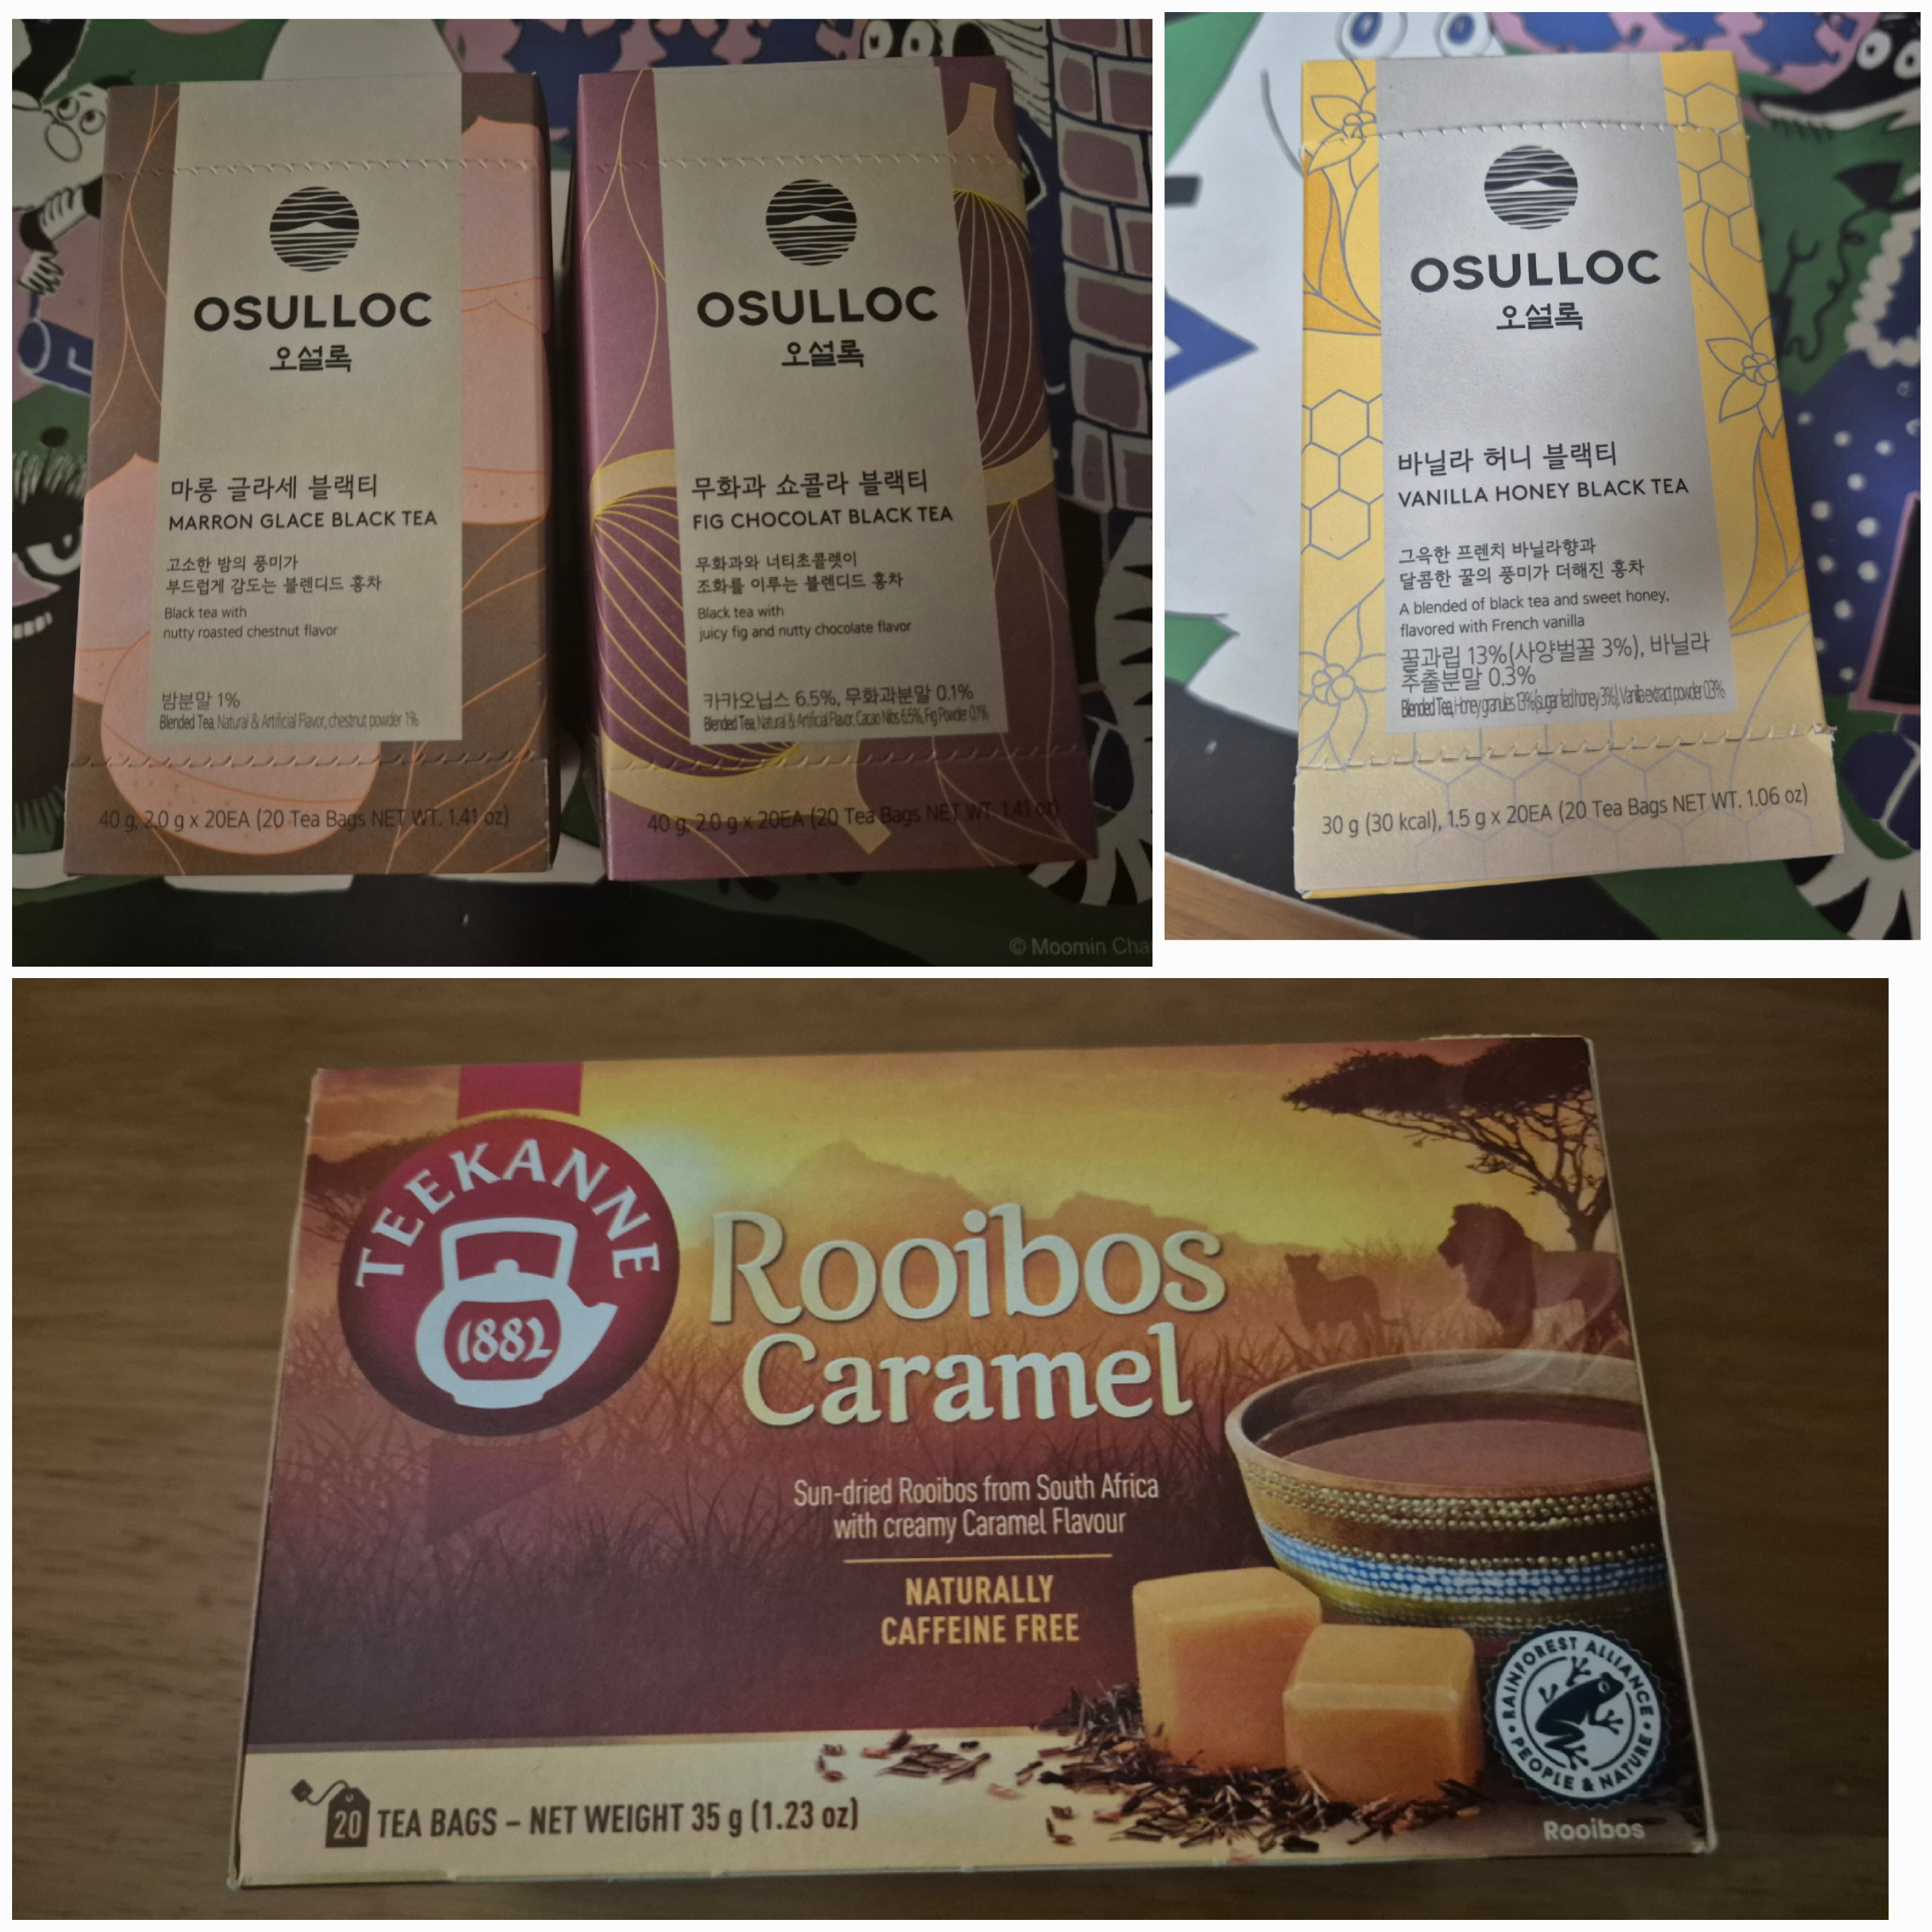 OSULLOC
오설록
마롱 글라세 블랙티
MARRON GLACE BLACK TEA
고소한 밤의 풍미가
부드럽게 감도는 블렌디드 홍차
Black tea with
nutty roasted chestnut flavor
밤분말 1%
Blended Tea, Natural & Artificial Flavor, chestnut powder 1%
40 g, 2.0 g x 20EA (20 Tea Bags NET WT. 1.41 oz)
OSULLOC
오설록
무화과 쇼콜라 블랙티
FIG CHOCOLAT BLACK TEA
무화과와 너티초콜렛이
조화를 이루는 블렌디드 홍차
Black tea with
juicy fig and nutty chocolate flavor
카카오닙스 6.5%, 무화과분말 0.1%
Blended Tea, Natural & Artificial Flavor, Cacao Nibs 6.5%, Fig Powder 0.1%
40 g, 2.0 g x 20EA (20 Tea Bags NET WT. 1.41 oz)
© Moomin Cha
OSULLOC
오설록
바닐라 허니 블랙티
VANILLA HONEY BLACK TEA
그윽한 프렌치 바닐라향과
달콤한 꿀의 풍미가 더해진 홍차
A blended of black tea and sweet honey,
flavored with French vanilla
꿀과립 13%(사양벌꿀 3%), 바닐라
추출분말 0.3%
Blended Tea, Honey granules 13% (sugar fed honey 3%), Vanilla extract powder 0.3%
30 g (30 kcal), 1.5 g x 20EA (20 Tea Bags NET WT. 1.06 oz)
TEEKANNE
1882
Rooibos
Caramel
Sun-dried Rooibos from South Africa
with creamy Caramel Flavour
NATURALLY
CAFFEINE FREE
RAINFOREST ALLIANCE
• PEOPLE & NATURE •
Rooibos
20 TEA BAGS – NET WEIGHT 35 g (1.23 oz)